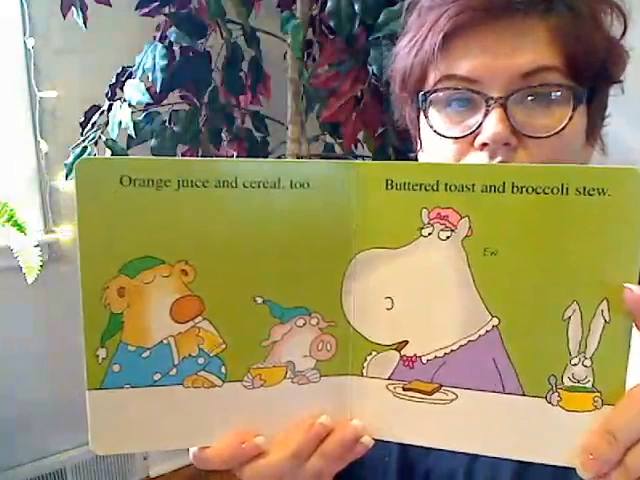 Orange juice and cereal, too.
Buttered toast and broccoli stew.
Ew